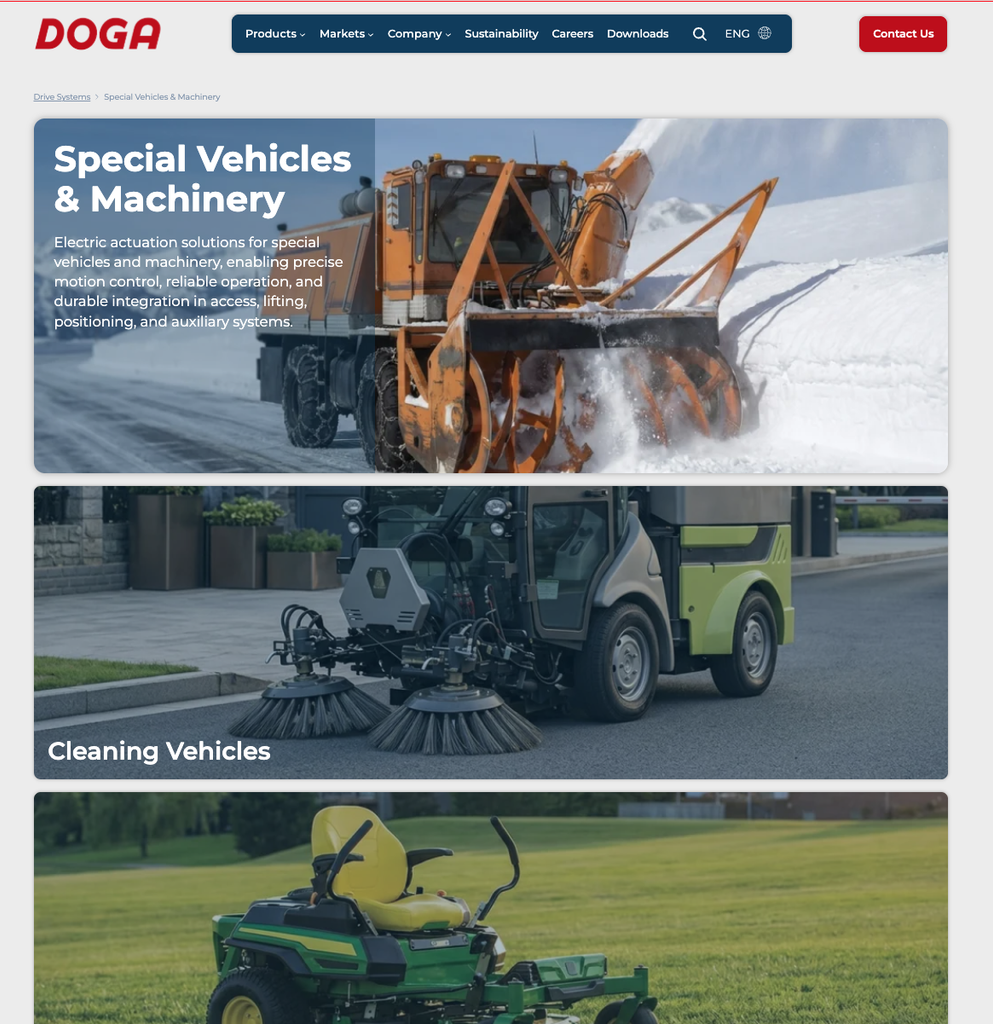 DOGA
Products Markets Company Sustainability Careers Downloads ENG
Contact Us
Drive Systems > Special Vehicles & Machinery
Special Vehicles
& Machinery
Electric actuation solutions for special
vehicles and machinery, enabling precise
motion control, reliable operation, and
durable integration in access, lifting,
positioning, and auxiliary systems.
Cleaning Vehicles